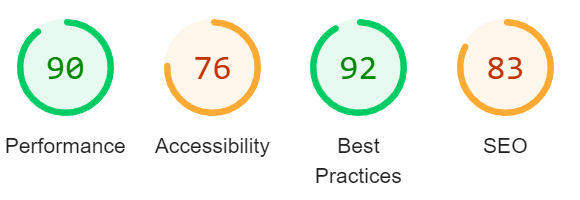 90 76 92 83
Performance Accessibility Best SEO
Practices